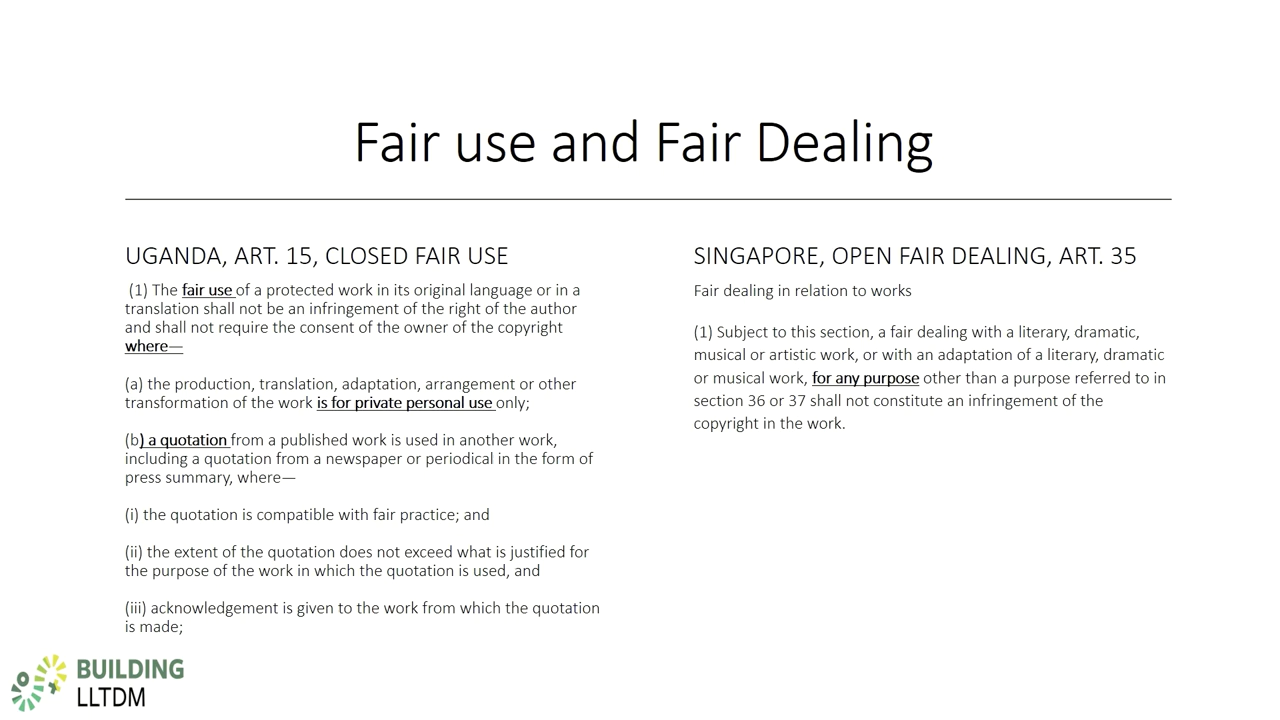 Fair use and Fair Dealing
UGANDA, ART. 15, CLOSED FAIR USE
(1) The fair use of a protected work in its original language or in a
translation shall not be an infringement of the right of the author
and shall not require the consent of the owner of the copyright
where—
(a) the production, translation, adaptation, arrangement or other
transformation of the work is for private personal use only;
(b) a quotation from a published work is used in another work,
including a quotation from a newspaper or periodical in the form of
press summary, where—
(i) the quotation is compatible with fair practice; and
(ii) the extent of the quotation does not exceed what is justified for
the purpose of the work in which the quotation is used, and
(iii) acknowledgement is given to the work from which the quotation
is made;
SINGAPORE, OPEN FAIR DEALING, ART. 35
Fair dealing in relation to works
(1) Subject to this section, a fair dealing with a literary, dramatic,
musical or artistic work, or with an adaptation of a literary, dramatic
or musical work, for any purpose other than a purpose referred to in
section 36 or 37 shall not constitute an infringement of the
copyright in the work.
BUILDING
LLTDM